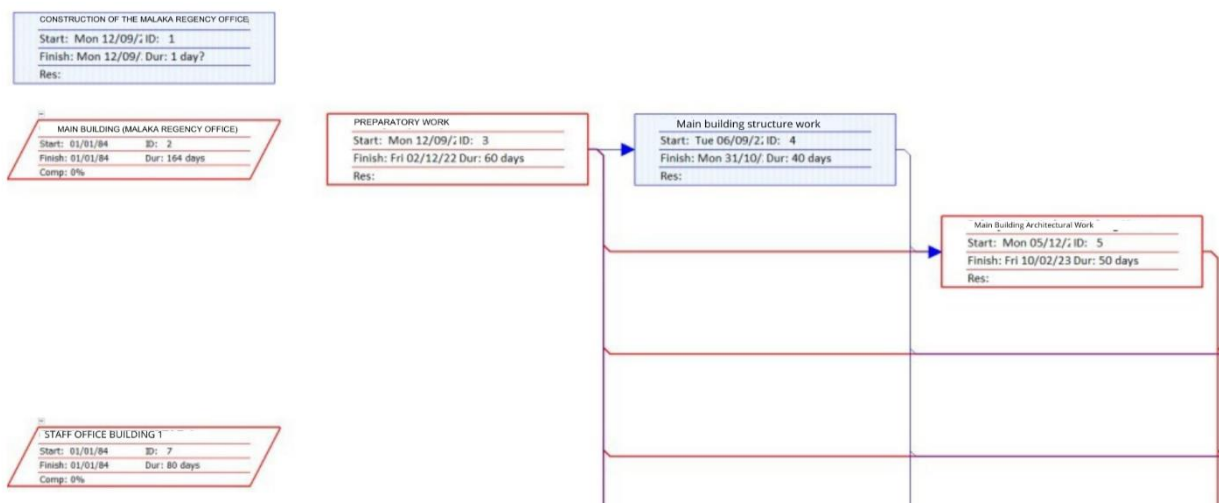 CONSTRUCTION OF THE MALAKA REGENCY OFFICE
Start: Mon 12/09/2 ID: 1
Finish: Mon 12/09/. Dur: 1 day?
Res:
MAIN BUILDING (MALAKA REGENCY OFFICE)
Start: 01/01/84 ID: 2
Finish: 01/01/84 Dur: 164 days
Comp: 0%
PREPARATORY WORK
Start: Mon 12/09/2 ID: 3
Finish: Fri 02/12/22 Dur: 60 days
Res:
Main building structure work
Start: Tue 06/09/22 ID: 4
Finish: Mon 31/10/. Dur: 40 days
Res:
Main Building Architectural Work
Start: Mon 05/12/2 ID: 5
Finish: Fri 10/02/23 Dur: 50 days
Res:
STAFF OFFICE BUILDING 1
Start: 01/01/84 ID: 7
Finish: 01/01/84 Dur: 80 days
Comp: 0%